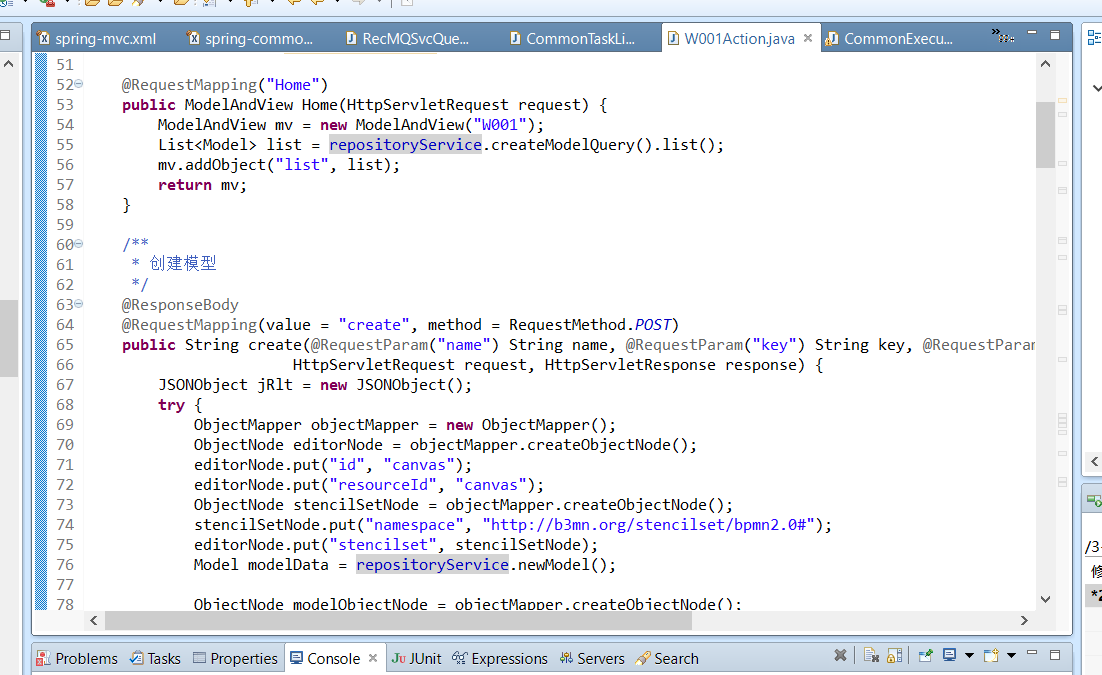 spring-mvc.xml spring-commo... RecMQSvcQue... CommonTaskLi... W001Action.java CommonExecu...
51
52 @RequestMapping("Home")
53 public ModelAndView Home(HttpServletRequest request) {
54 ModelAndView mv = new ModelAndView("W001");
55 List<Model> list = repositoryService.createModelQuery().list();
56 mv.addObject("list", list);
57 return mv;
58 }
59
60 /**
61 * 创建模型
62 */
63 @ResponseBody
64 @RequestMapping(value = "create", method = RequestMethod.POST)
65 public String create(@RequestParam("name") String name, @RequestParam("key") String key, @RequestParam
66 HttpServletRequest request, HttpServletResponse response) {
67 JSONObject jRlt = new JSONObject();
68 try {
69 ObjectMapper objectMapper = new ObjectMapper();
70 ObjectNode editorNode = objectMapper.createObjectNode();
71 editorNode.put("id", "canvas");
72 editorNode.put("resourceId", "canvas");
73 ObjectNode stencilSetNode = objectMapper.createObjectNode();
74 stencilSetNode.put("namespace", "http://b3mn.org/stencilset/bpmn2.0#");
75 editorNode.put("stencilset", stencilSetNode);
76 Model modelData = repositoryService.newModel();
77
78 ObjectNode modelObjectNode = objectMapper.createObjectNode();
/3-
修
*2
Problems Tasks Properties Console JUnit Expressions Servers Search